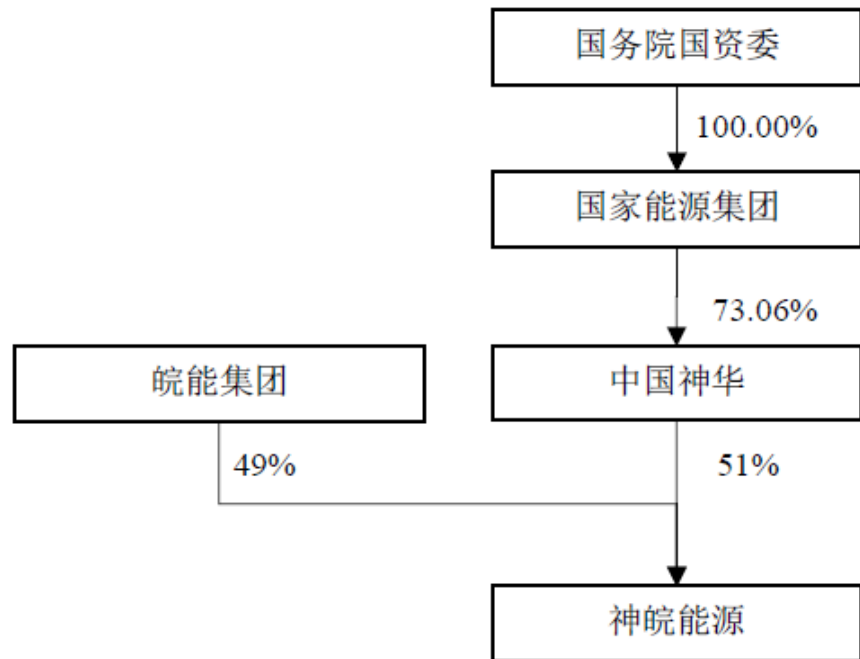 国务院国资委
100.00%
国家能源集团
73.06%
皖能集团
中国神华
49%
51%
神皖能源